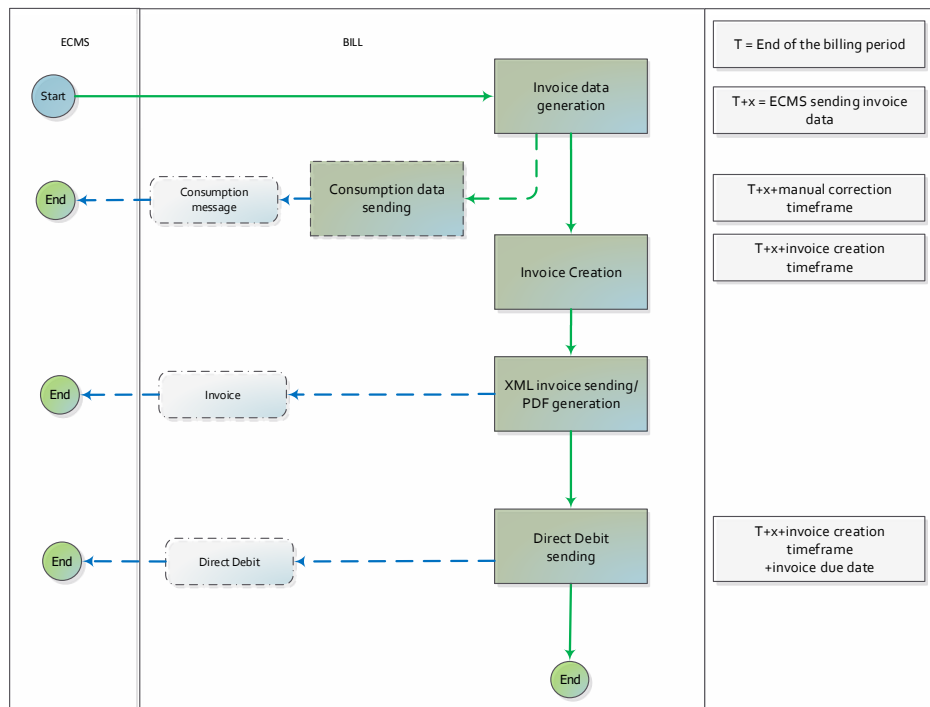 ECMS
BILL
T = End of the billing period
Start
Invoice data
generation
T+x = ECMS sending invoice
data
End
Consumption
message
Consumption data
sending
T+x+manual correction
timeframe
Invoice Creation
T+x+invoice creation
timeframe
End
Invoice
XML invoice sending/
PDF generation
End
Direct Debit
Direct Debit
sending
T+x+invoice creation
timeframe
+invoice due date
End